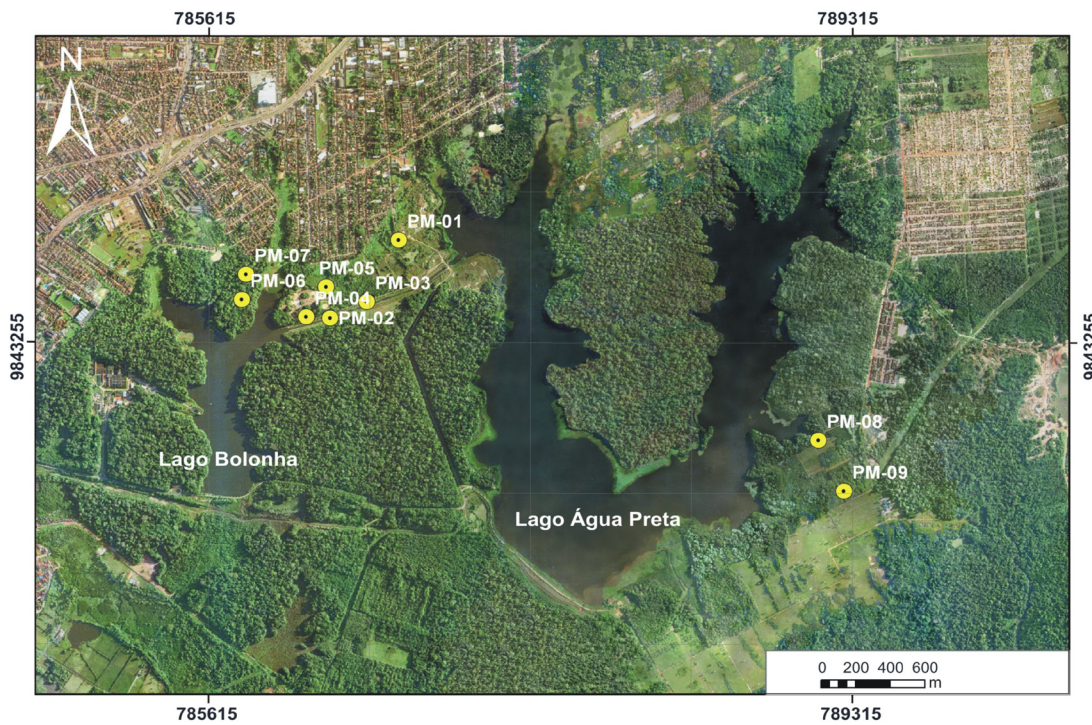 785615 789315
N
PM-01
PM-07
PM-05
PM-06
PM-03
PM-04
PM-02
9843255 9843255
PM-08
Lago Bolonha
PM-09
Lago Água Preta
0 200 400 600
m
785615 789315